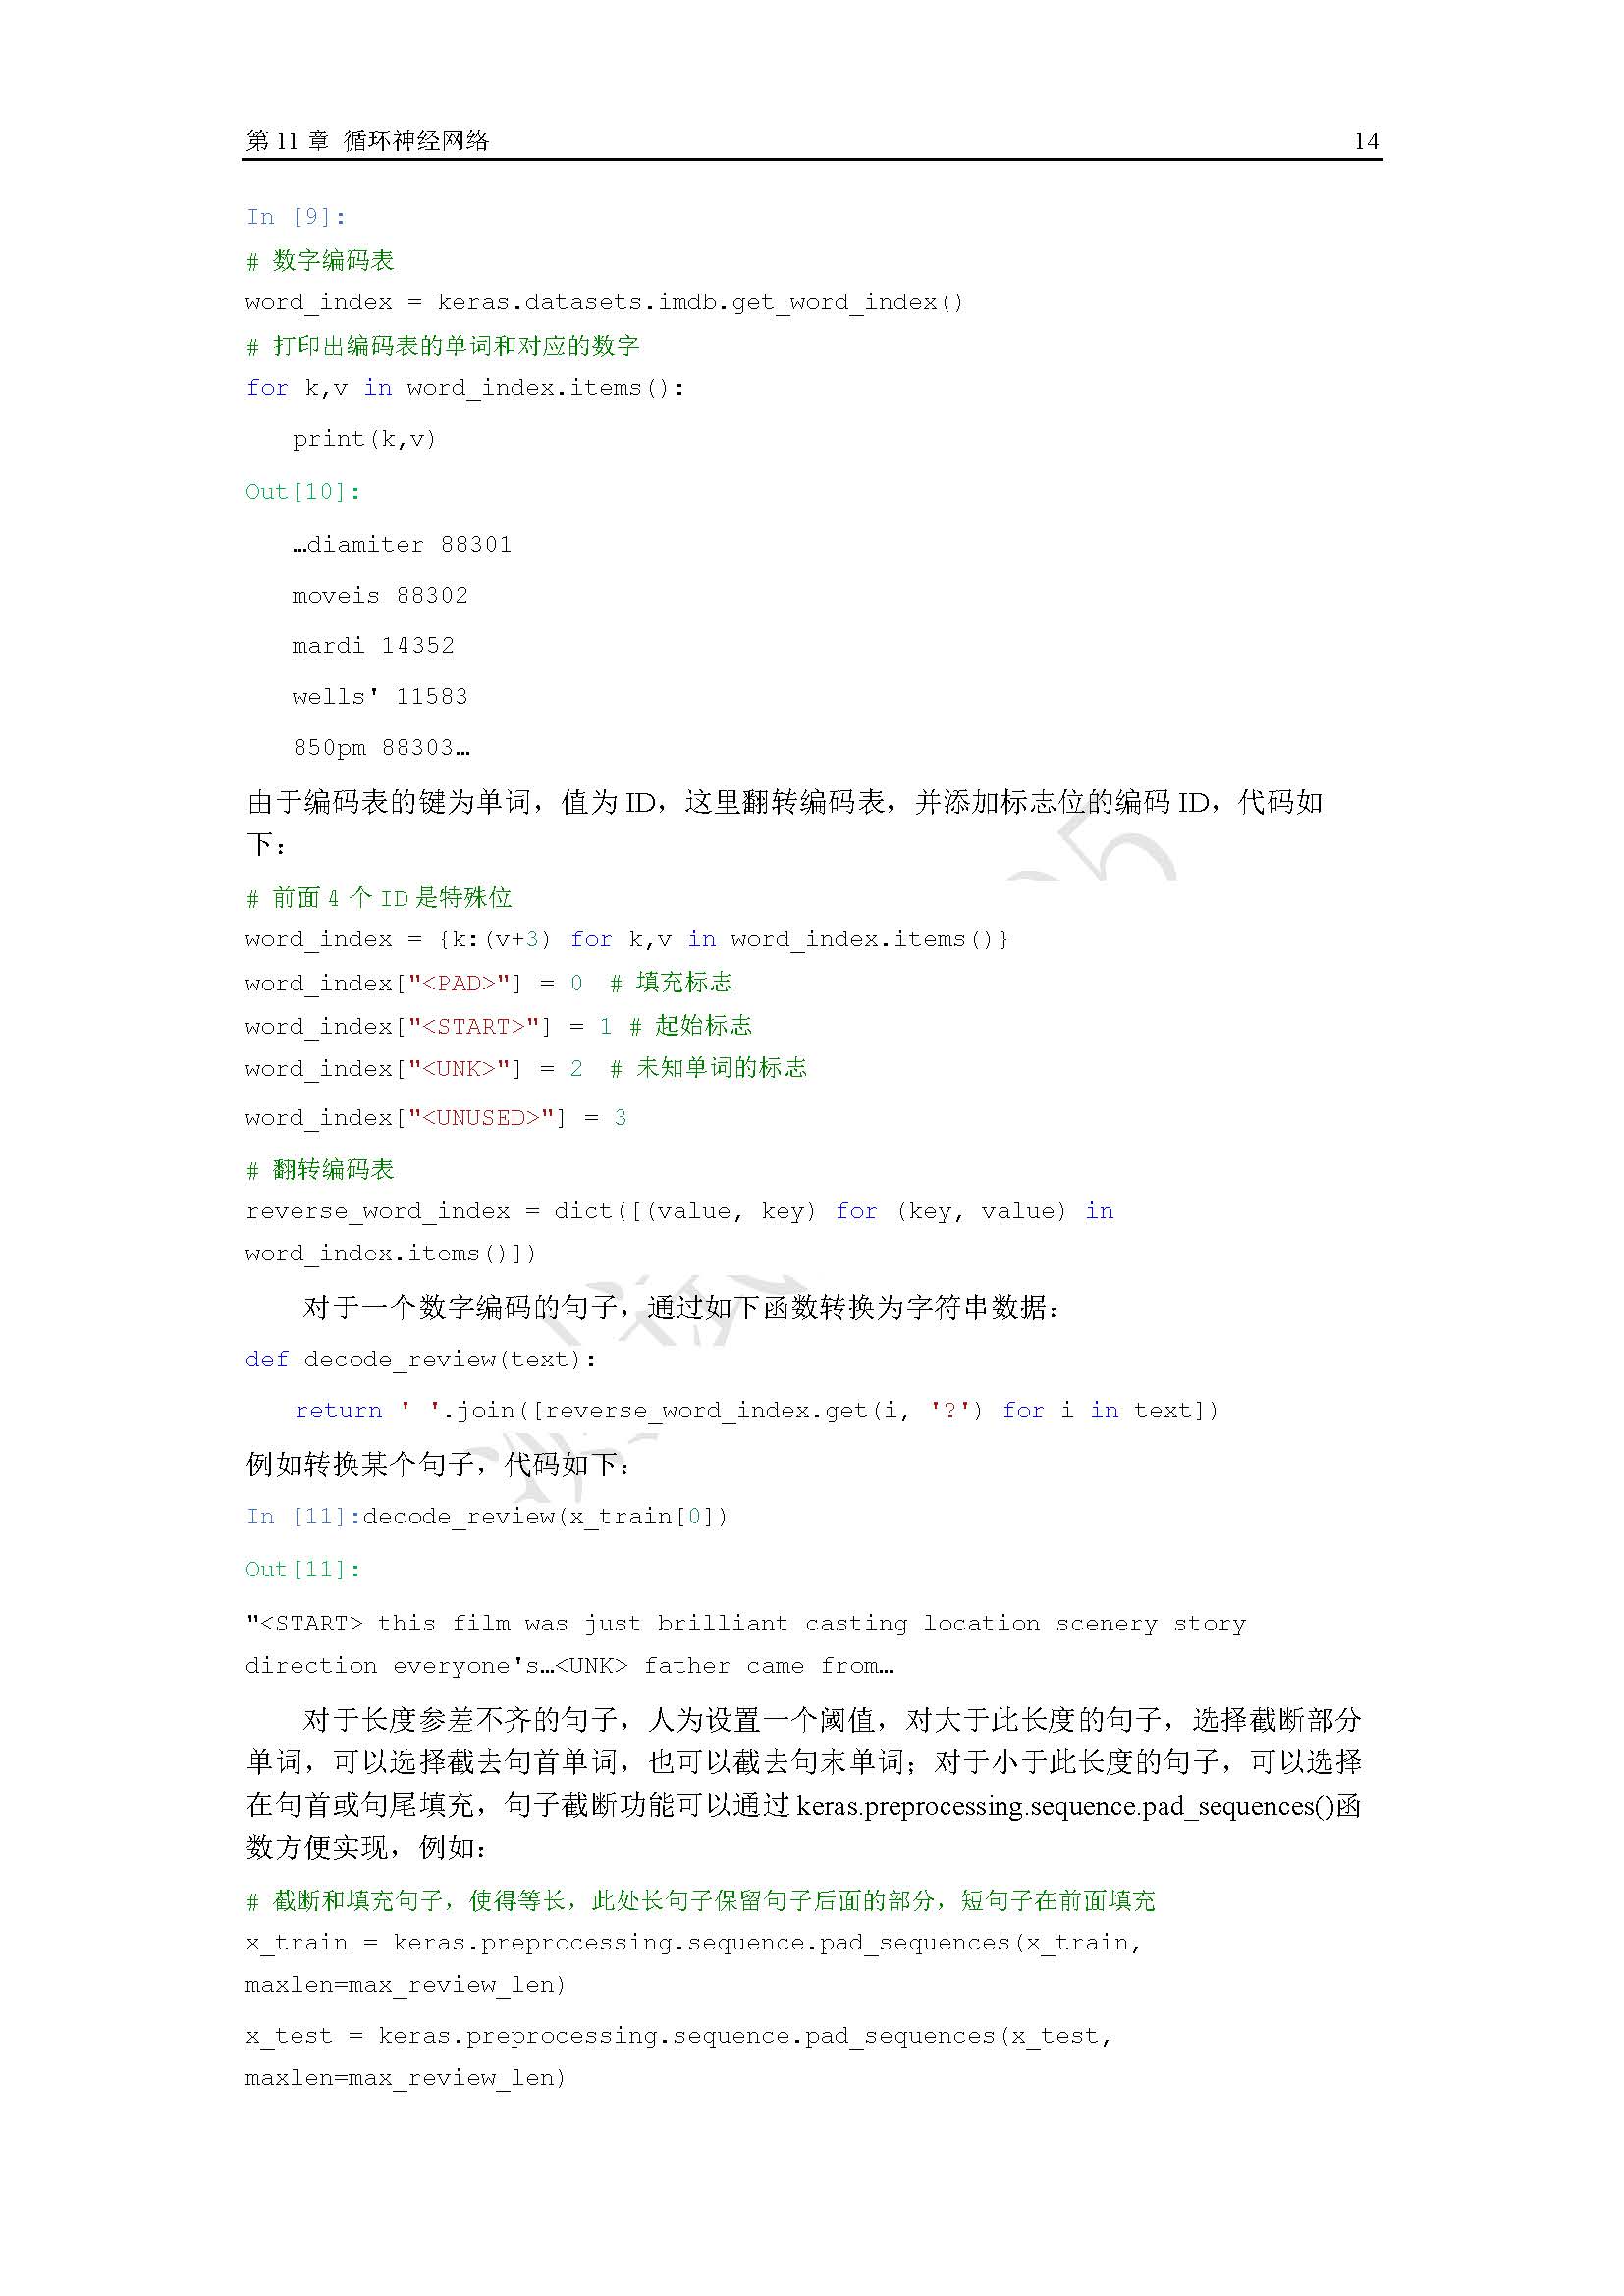 第 11 章 循环神经网络 14
In [9]:
# 数字编码表
word_index = keras.datasets.imdb.get_word_index()
# 打印出编码表的单词和对应的数字
for k,v in word_index.items():
print(k,v)
Out[10]:
…diamiter 88301
moveis 88302
mardi 14352
wells' 11583
850pm 88303…
由于编码表的键为单词，值为 ID，这里翻转编码表，并添加标志位的编码 ID，代码如
下：
# 前面 4 个 ID 是特殊位
word_index = {k:(v+3) for k,v in word_index.items()}
word_index["<PAD>"] = 0 # 填充标志
word_index["<START>"] = 1 # 起始标志
word_index["<UNK>"] = 2 # 未知单词的标志
word_index["<UNUSED>"] = 3
# 翻转编码表
reverse_word_index = dict([(value, key) for (key, value) in
word_index.items()])
对于一个数字编码的句子，通过如下函数转换为字符串数据：
def decode_review(text):
return ' '.join([reverse_word_index.get(i, '?') for i in text])
例如转换某个句子，代码如下：
In [11]:decode_review(x_train[0])
Out[11]:
"<START> this film was just brilliant casting location scenery story
direction everyone's…<UNK> father came from…
对于长度参差不齐的句子，人为设置一个阈值，对大于此长度的句子，选择截断部分
单词，可以选择截去句首单词，也可以截去句末单词；对于小于此长度的句子，可以选择
在句首或句尾填充，句子截断功能可以通过 keras.preprocessing.sequence.pad_sequences()函
数方便实现，例如：
# 截断和填充句子，使得等长，此处长句子保留句子后面的部分，短句子在前面填充
x_train = keras.preprocessing.sequence.pad_sequences(x_train,
maxlen=max_review_len)
x_test = keras.preprocessing.sequence.pad_sequences(x_test,
maxlen=max_review_len)